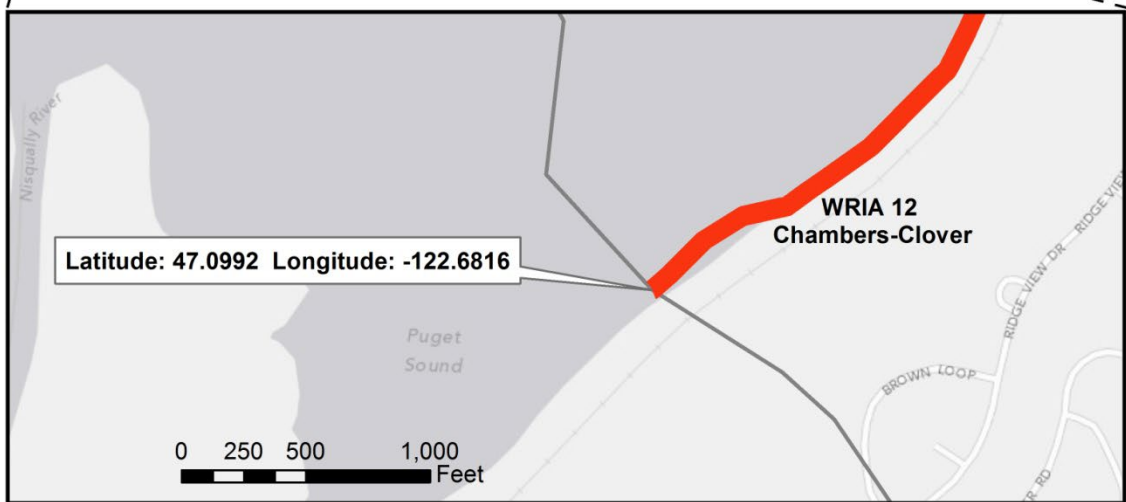 Nisqually River
RIDGE VIEW
WRIA 12
Chambers-Clover
RIDGE VIEW DR
Latitude: 47.0992 Longitude: -122.6816
Puget
Sound
BROWN LOOP
0 250 500 1,000
Feet
RD